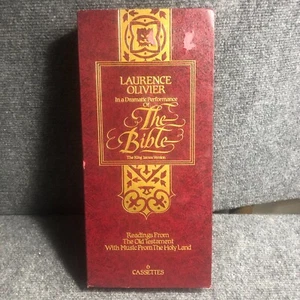 LAURENCE
OLIVIER
In a Dramatic Performance
Of
The
Bible
The King James Version
Readings From
The Old Testament
With Music From The Holy Land
6
CASSETTES